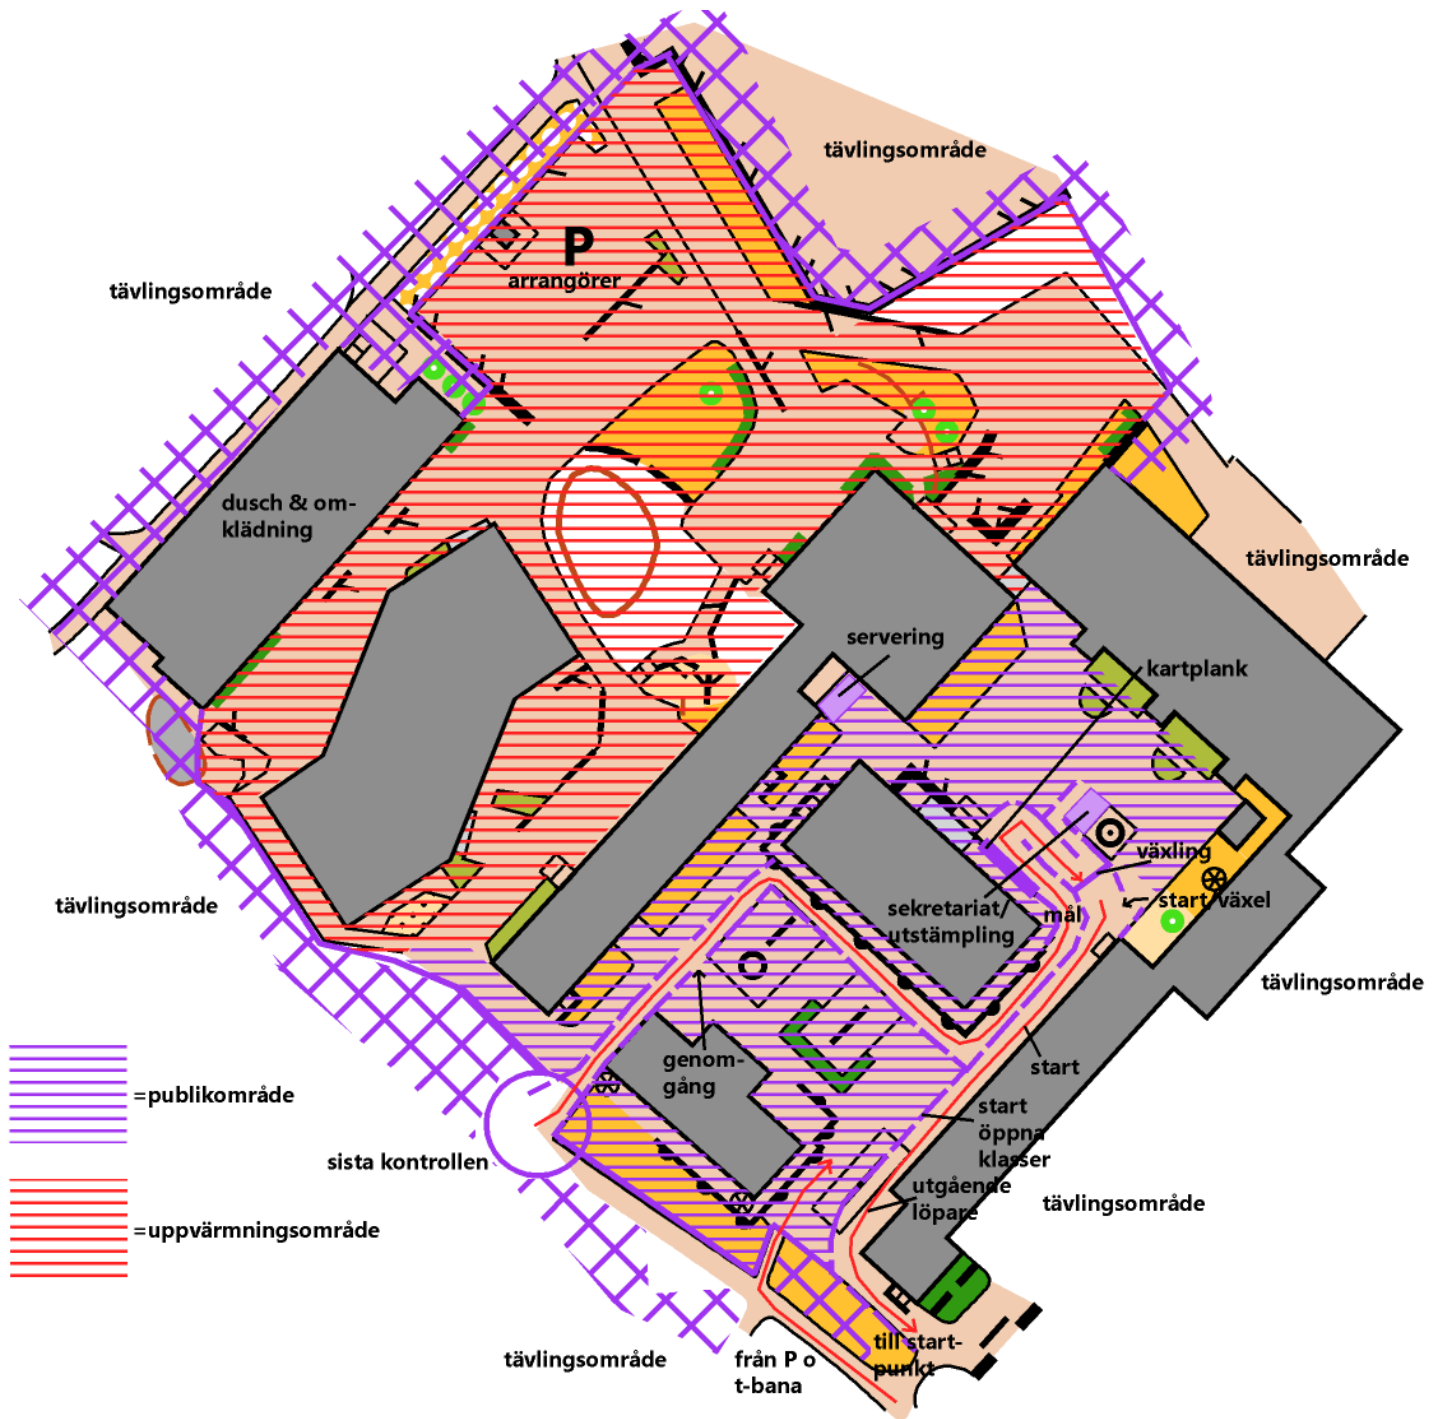 tävlingsområde
P
arrangörer
tävlingsområde
dusch & om-
klädning
tävlingsområde
servering
kartplank
växling
start/växel
sekretariat/
utstämpling
mål
tävlingsområde
tävlingsområde
genom-
gång
start
=publikområde
start
öppna
klasser
sista kontrollen
utgående
löpare
tävlingsområde
=uppvärmningsområde
till start-
punkt
tävlingsområde
från P o
t-bana